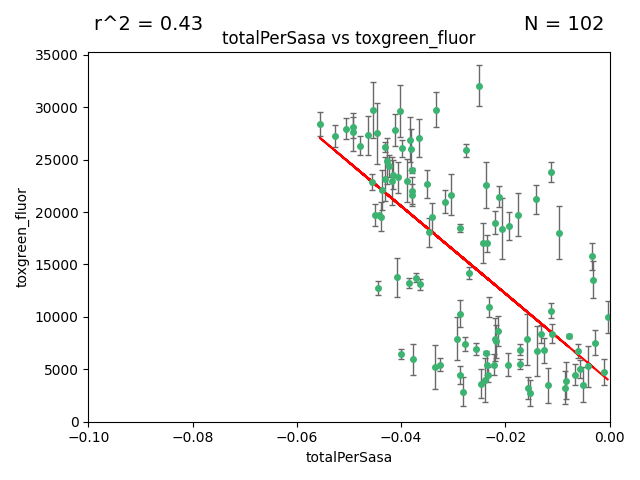 r^2 = 0.43
N = 102
totalPerSasa vs toxgreen_fluor
35000
30000
25000
20000
15000
10000
5000
0
toxgreen_fluor
−0.10
−0.08
−0.06
−0.04
−0.02
0.00
totalPerSasa